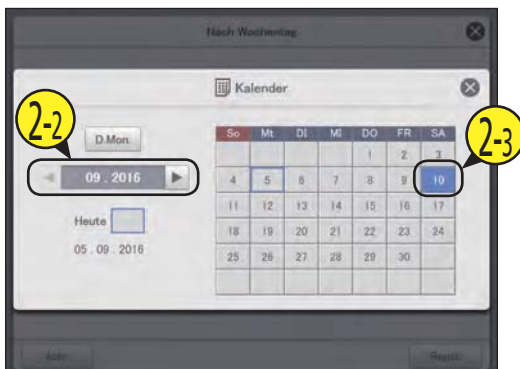 Nach Wochentag
Kalender
2-2
D.Mon.
09 . 2016
Heute
05 . 09 . 2016
2-3
So Mt DI MI DO FR SA
1 2 3
4 5 6 7 8 9 10
11 12 13 14 15 16 17
18 19 20 21 22 23 24
25 26 27 28 29 30
Regist.